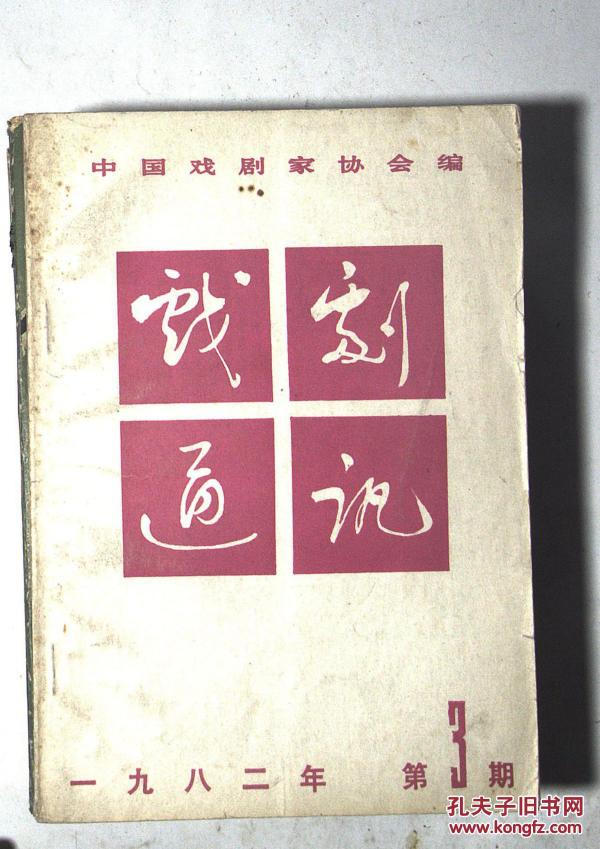 中国戏剧家协会编
戏剧
通讯
一九八二年 第3期
孔夫子旧书网
www.kongfz.com